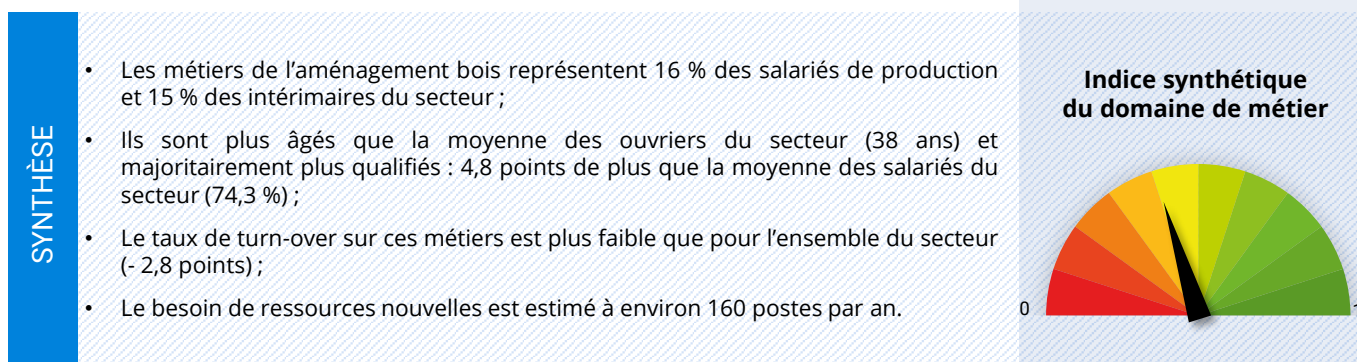 SYNTHÈSE
• Les métiers de l’aménagement bois représentent 16 % des salariés de production
et 15 % des intérimaires du secteur ;
• Ils sont plus âgés que la moyenne des ouvriers du secteur (38 ans) et
majoritairement plus qualifiés : 4,8 points de plus que la moyenne des salariés du
secteur (74,3 %) ;
• Le taux de turn-over sur ces métiers est plus faible que pour l’ensemble du secteur
(- 2,8 points) ;
• Le besoin de ressources nouvelles est estimé à environ 160 postes par an.
Indice synthétique
du domaine de métier
0